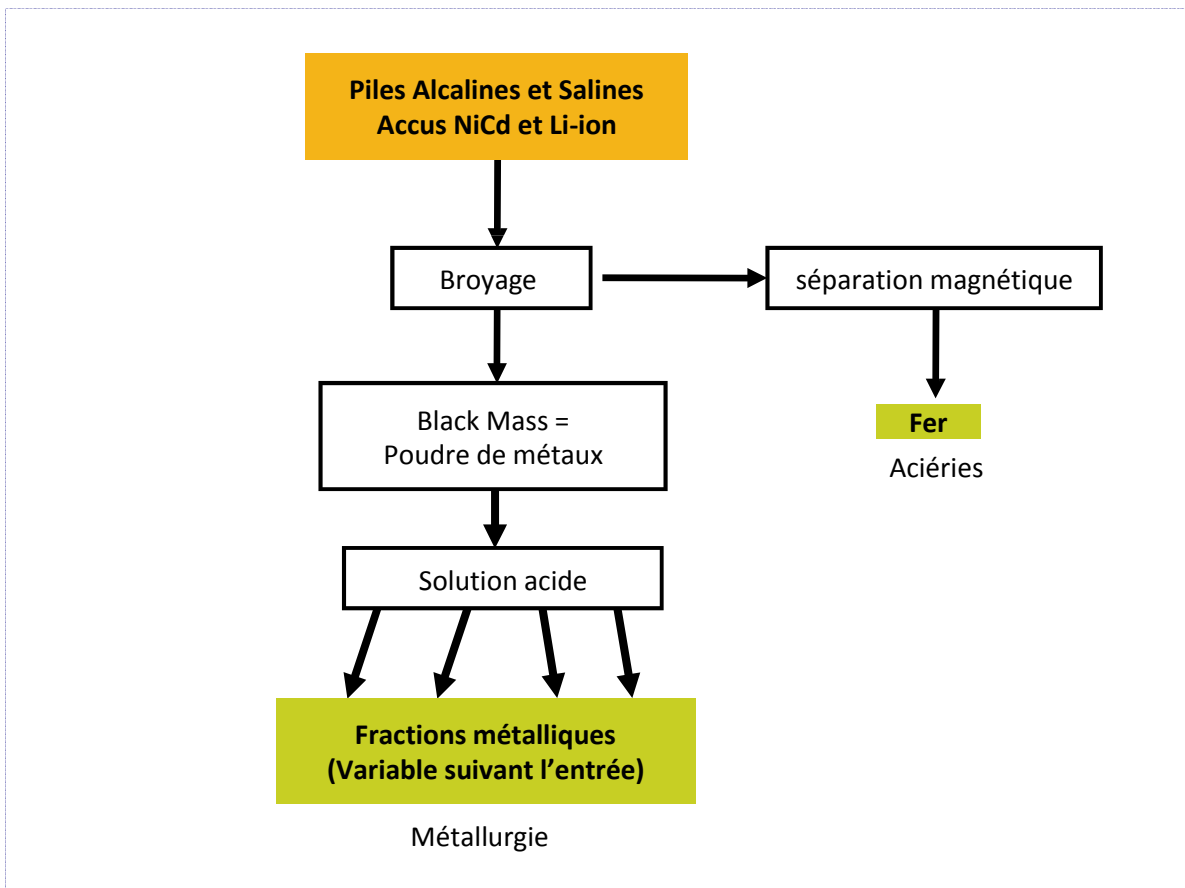 Piles Alcalines et Salines
Accus NiCd et Li-ion
Broyage
séparation magnétique
Black Mass =
Poudre de métaux
Fer
Aciéries
Solution acide
Fractions métalliques
(Variable suivant l’entrée)
Métallurgie